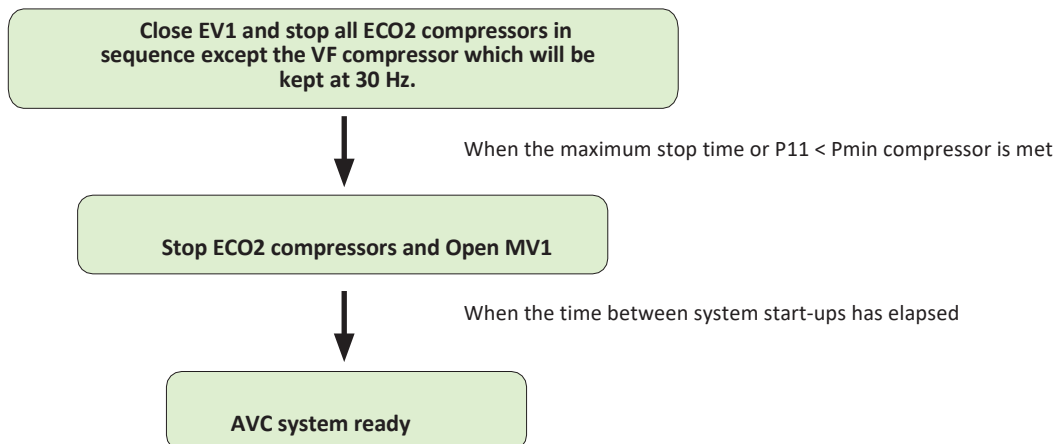 Close EV1 and stop all ECO2 compressors in
sequence except the VF compressor which will be
kept at 30 Hz.
When the maximum stop time or P11 < Pmin compressor is met
Stop ECO2 compressors and Open MV1
When the time between system start-ups has elapsed
AVC system ready